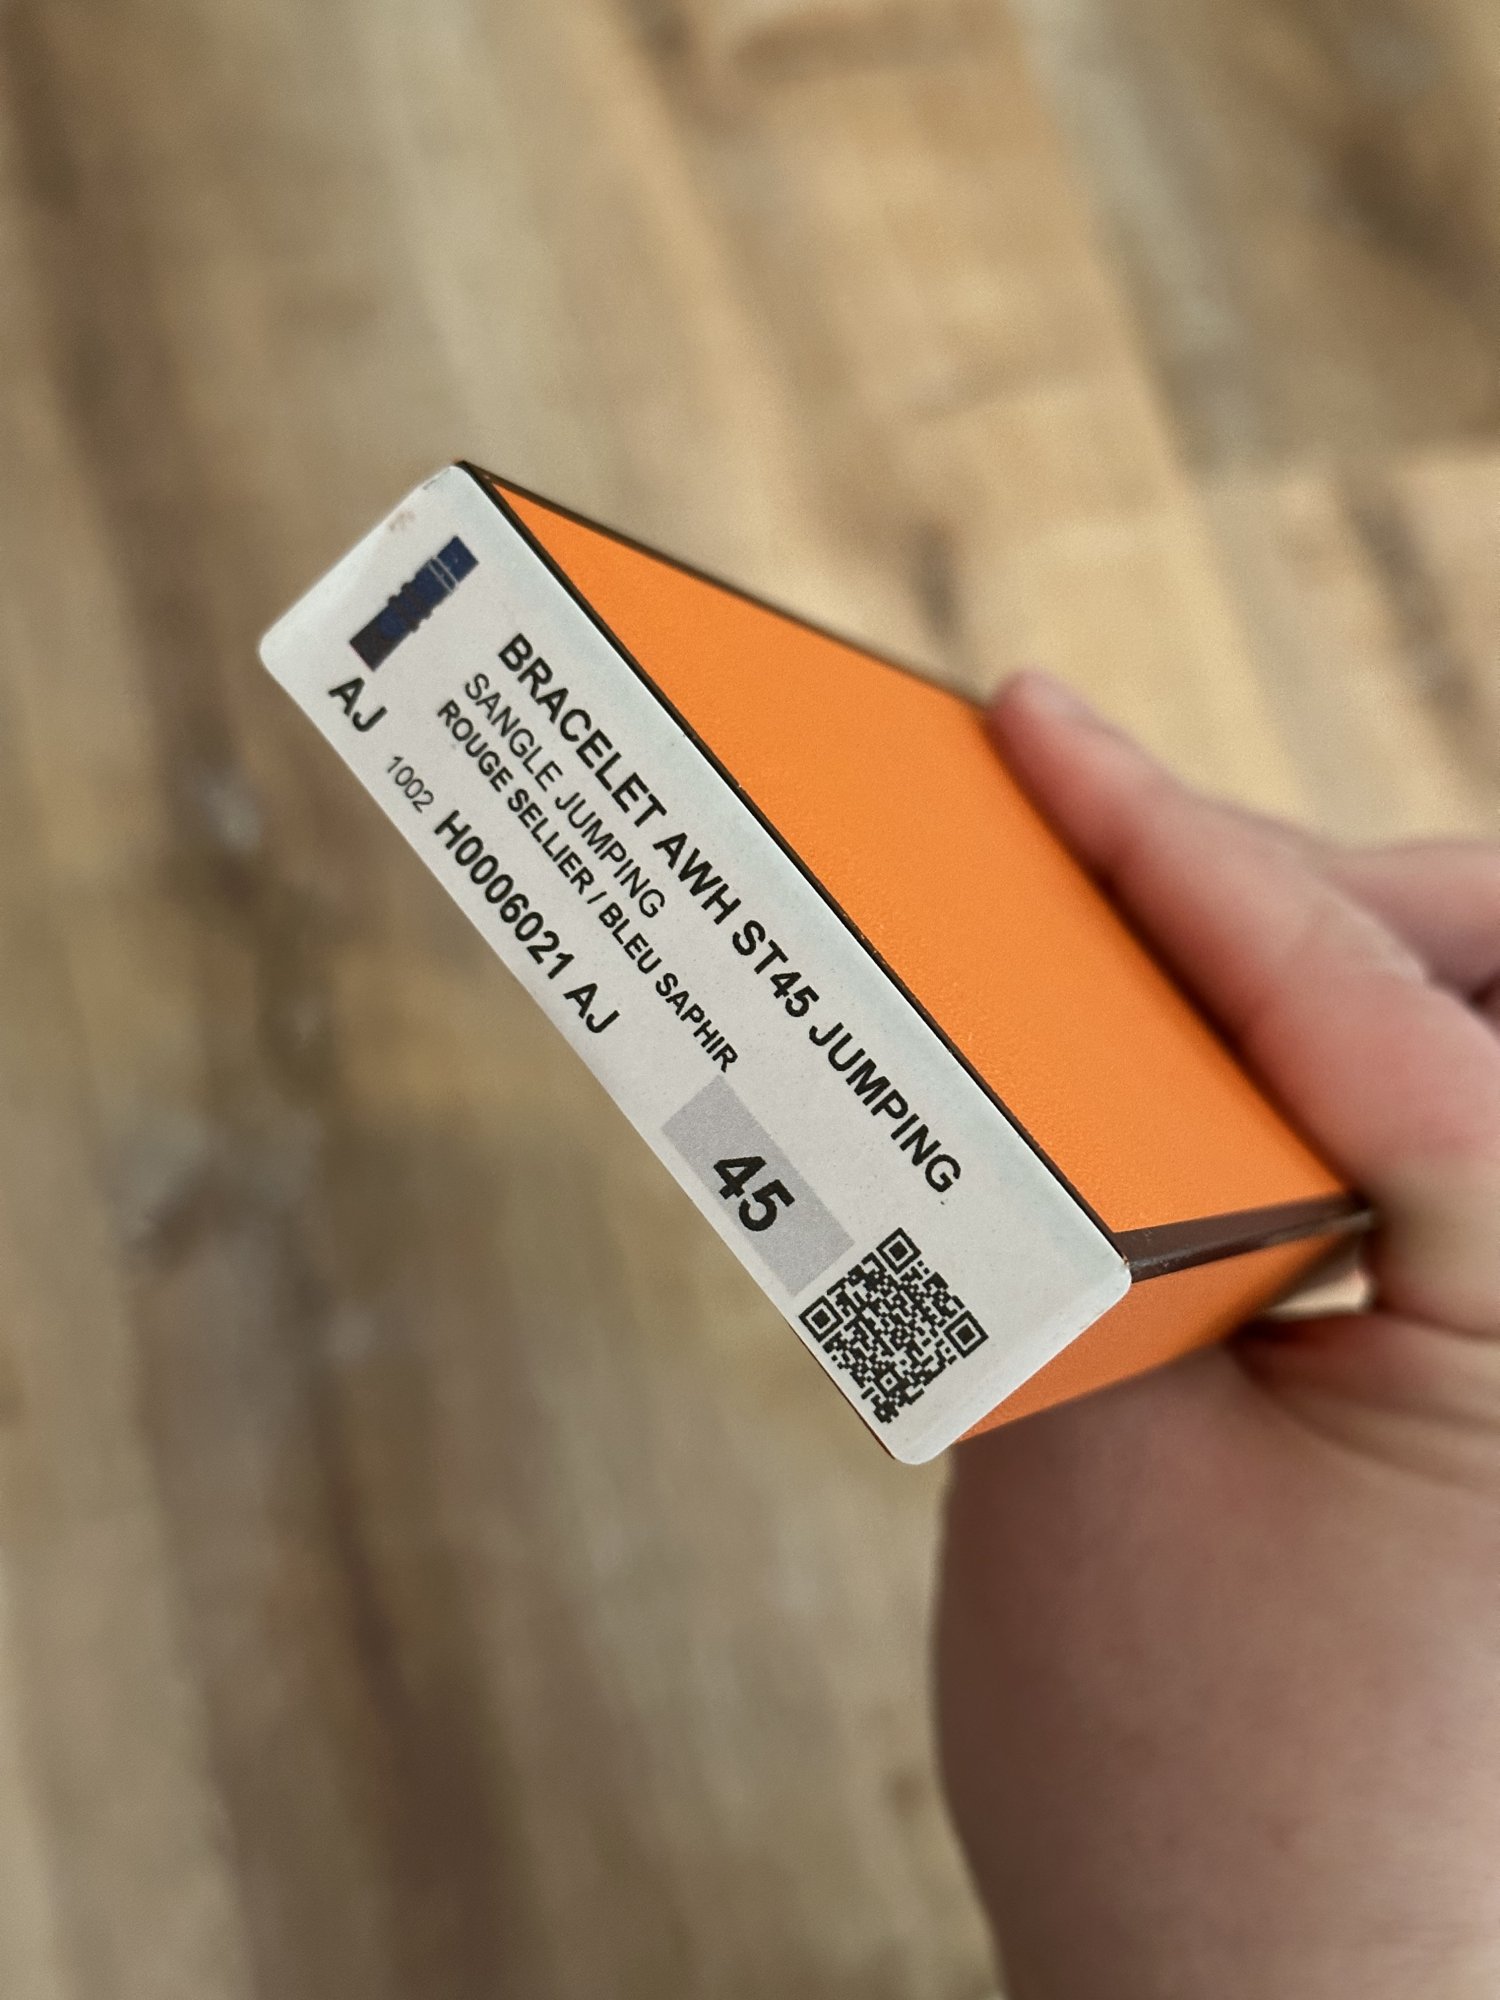 BRACELET AWH ST45 JUMPING
SANGLE JUMPING
ROUGE SELLIER / BLEU SAPHIR
AJ
1002 H0006021 AJ
45